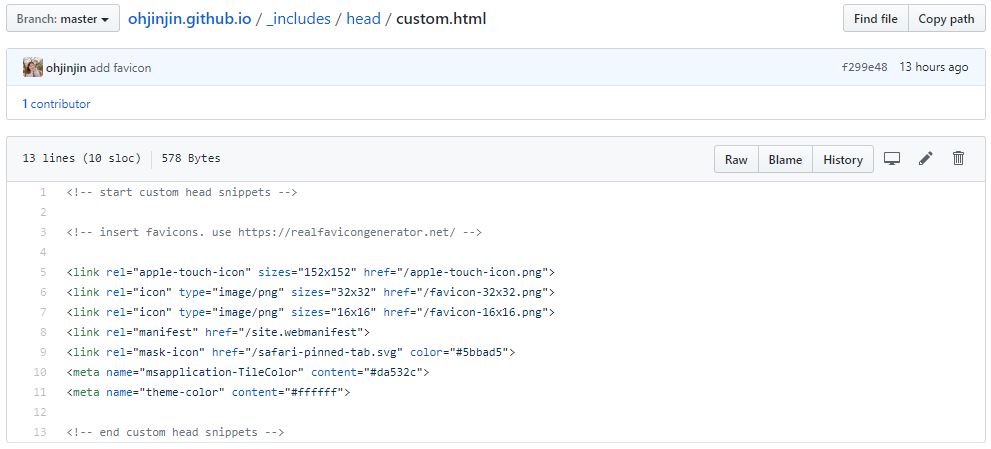 Branch: master ohjinjin.github.io / _includes / head / custom.html Find file Copy path
ohjinjin add favicon f299e48 13 hours ago
1 contributor
13 lines (10 sloc) 578 Bytes Raw Blame History
1 <!-- start custom head snippets -->
2
3 <!-- insert favicons. use https://realfavicongenerator.net/ -->
4
5 <link rel="apple-touch-icon" sizes="152x152" href="/apple-touch-icon.png">
6 <link rel="icon" type="image/png" sizes="32x32" href="/favicon-32x32.png">
7 <link rel="icon" type="image/png" sizes="16x16" href="/favicon-16x16.png">
8 <link rel="manifest" href="/site.webmanifest">
9 <link rel="mask-icon" href="/safari-pinned-tab.svg" color="#5bbad5">
10 <meta name="msapplication-TileColor" content="#da532c">
11 <meta name="theme-color" content="#ffffff">
12
13 <!-- end custom head snippets -->